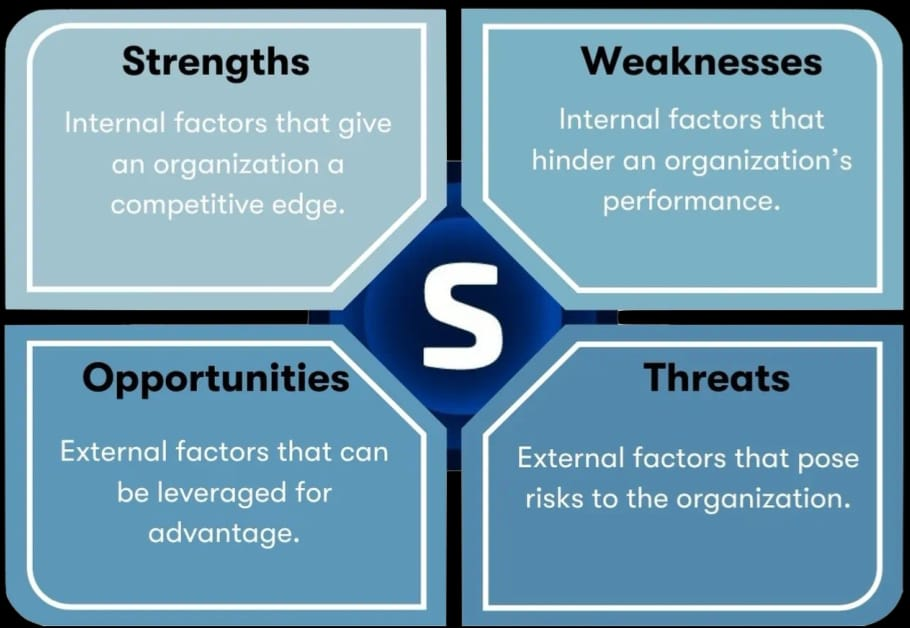 Strengths
Internal factors that give
an organization a
competitive edge.
Weaknesses
Internal factors that
hinder an organization’s
performance.
S
Opportunities
External factors that can
be leveraged for
advantage.
Threats
External factors that pose
risks to the organization.